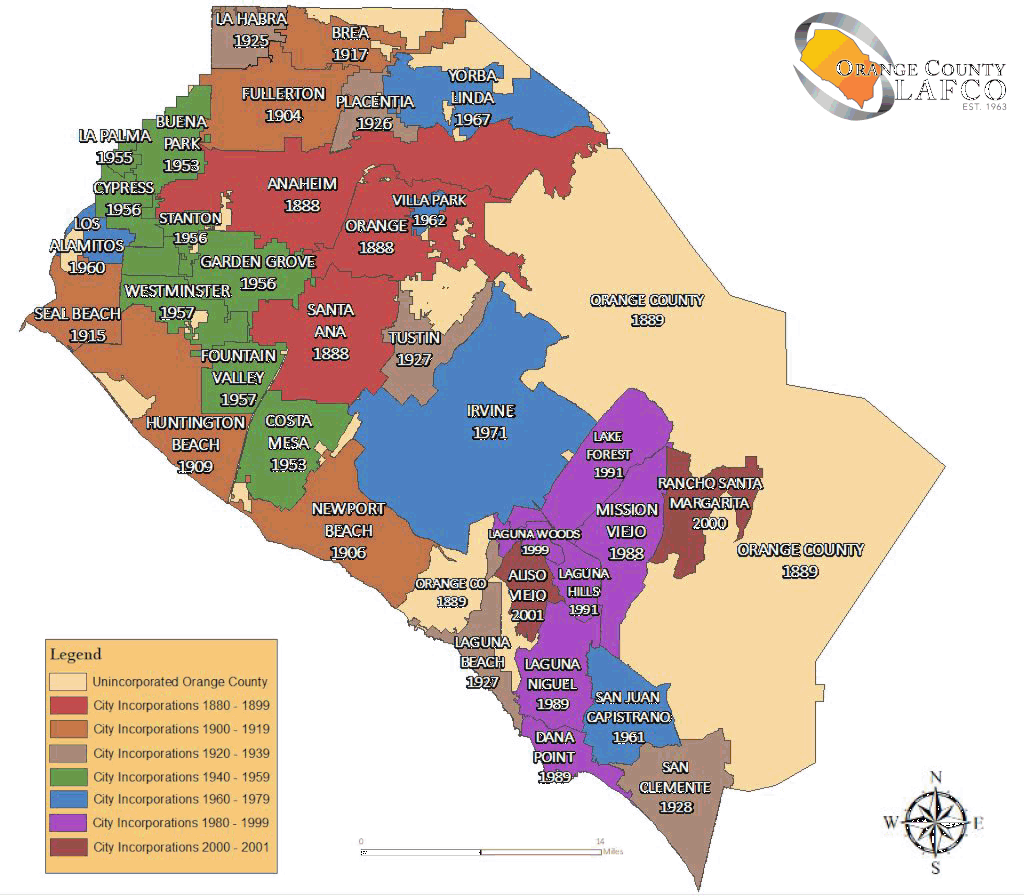 LA HABRA
1925
BREA
1917
ORANGE COUNTY
LAFCO
EST. 1963
FULLERTON
1904
PLACENTIA
1926
YORBA
LINDA
1967
BUENA
PARK
1953
LA PALMA
1955
CYPRESS
1956
ANAHEIM
1888
VILLA PARK
1962
ORANGE
1888
STANTON
1956
LOS
ALAMITOS
1960
GARDEN GROVE
1956
WESTMINSTER
1957
SEAL BEACH
1915
SANTA
ANA
1888
TUSTIN
1927
ORANGE COUNTY
1889
FOUNTAIN
VALLEY
1957
HUNTINGTON
BEACH
1909
COSTA
MESA
1953
IRVINE
1971
LAKE
FOREST
1991
RANCHO SANTA
MARGARITA
2000
MISSION
VIEJO
1988
NEWPORT
BEACH
1906
LAGUNA WOODS
1999
ORANGE COUNTY
1889
ORANGE CO
1889
ALISO
VIEJO
2001
LAGUNA
HILLS
1991
LAGUNA
BEACH
1927
LAGUNA
NIGUEL
1989
SAN JUAN
CAPISTRANO
1961
DANA
POINT
1989
SAN
CLEMENTE
1928
Legend
Unincorporated Orange County
City Incorporations 1880 - 1899
City Incorporations 1900 - 1919
City Incorporations 1920 - 1939
City Incorporations 1940 - 1959
City Incorporations 1960 - 1979
City Incorporations 1980 - 1999
City Incorporations 2000 - 2001
0
14
Miles
N
W
E
S